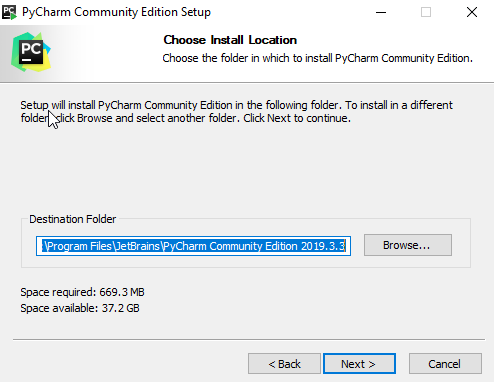 PyCharm Community Edition Setup
PC
Choose Install Location
Choose the folder in which to install PyCharm Community Edition.
Setup will install PyCharm Community Edition in the following folder. To install in a different
folder, click Browse and select another folder. Click Next to continue.
Destination Folder
:\Program Files\JetBrains\PyCharm Community Edition 2019.3.3
Browse...
Space required: 669.3 MB
Space available: 37.2 GB
< Back
Next >
Cancel